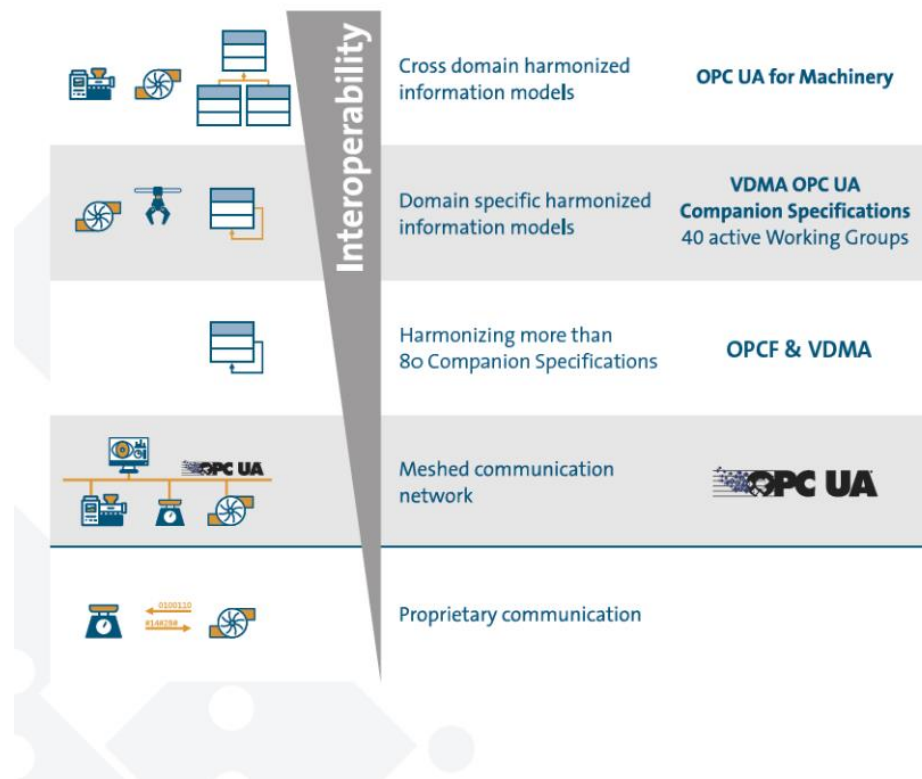 Interoperability
Cross domain harmonized
information models
OPC UA for Machinery
Domain specific harmonized
information models
VDMA OPC UA
Companion Specifications
40 active Working Groups
Harmonizing more than
80 Companion Specifications
OPCF & VDMA
OPC UA
Meshed communication
network
OPC UA
0100110
#14#28#
Proprietary communication